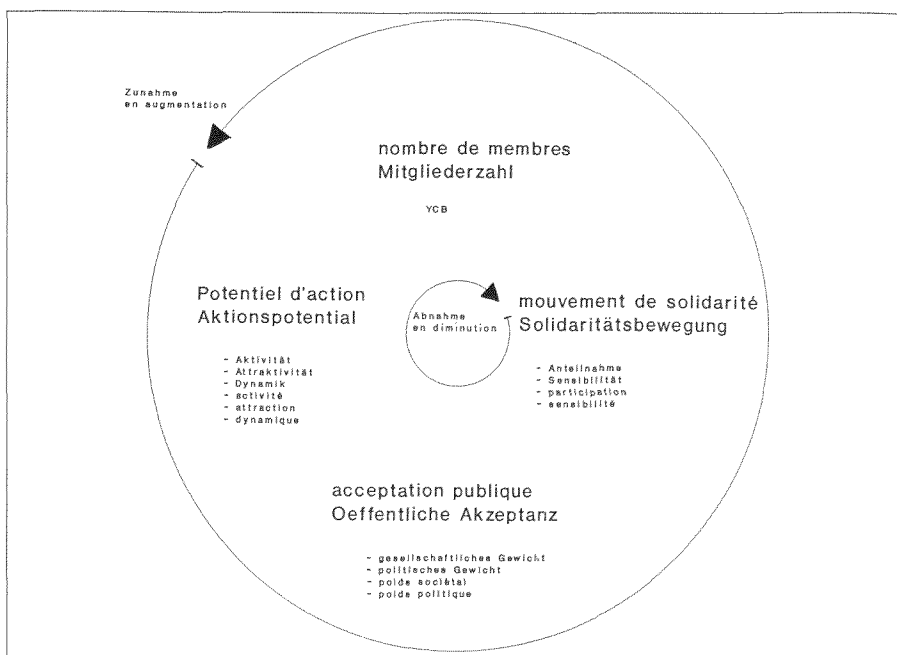 Zunahme
en augmentation
nombre de membres
Mitgliederzahl
YCB
Potentiel d'action
Aktionspotential
- Aktivität
- Attraktivität
- Dynamik
- activité
- attraction
- dynamique
Abnahme
en diminution
mouvement de solidarité
Solidaritätsbewegung
- Anteilnahme
- Sensibilität
- participation
- sensibilité
acceptation publique
Oeffentliche Akzeptanz
- gesellschaftliches Gewicht
- politisches Gewicht
- poids sociétal
- poids politique